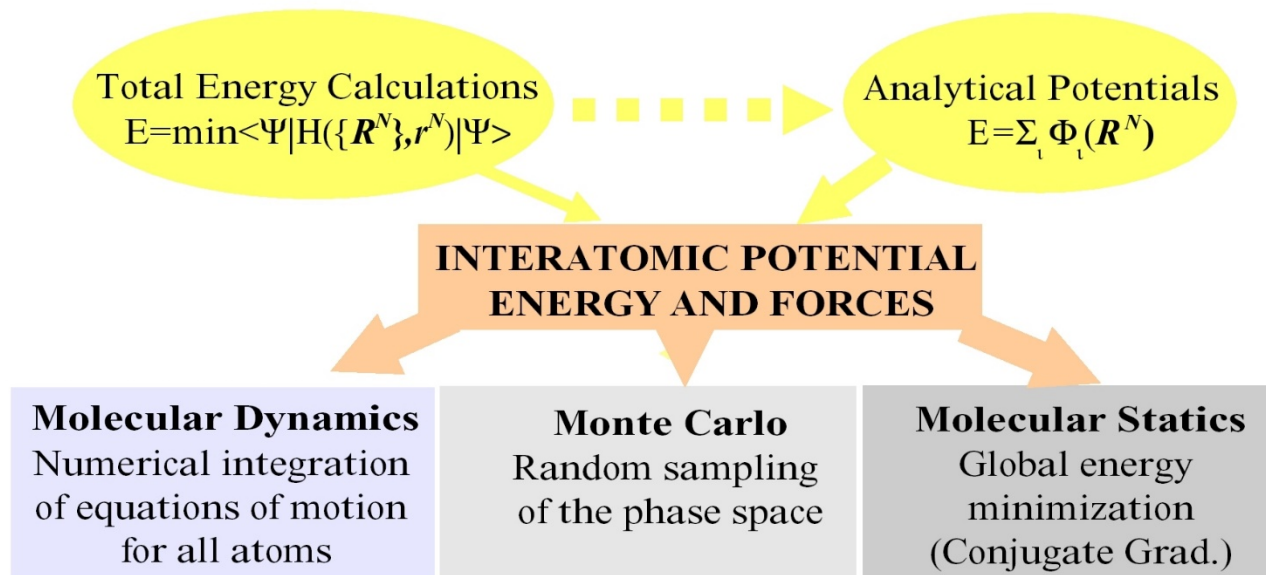 Total Energy Calculations
E=min<Ψ|H({R^N},r^N)|Ψ>
Analytical Potentials
E=Σ_ι Φ_ι(R^N)
INTERATOMIC POTENTIAL
ENERGY AND FORCES
Molecular Dynamics
Numerical integration
of equations of motion
for all atoms
Monte Carlo
Random sampling
of the phase space
Molecular Statics
Global energy
minimization
(Conjugate Grad.)